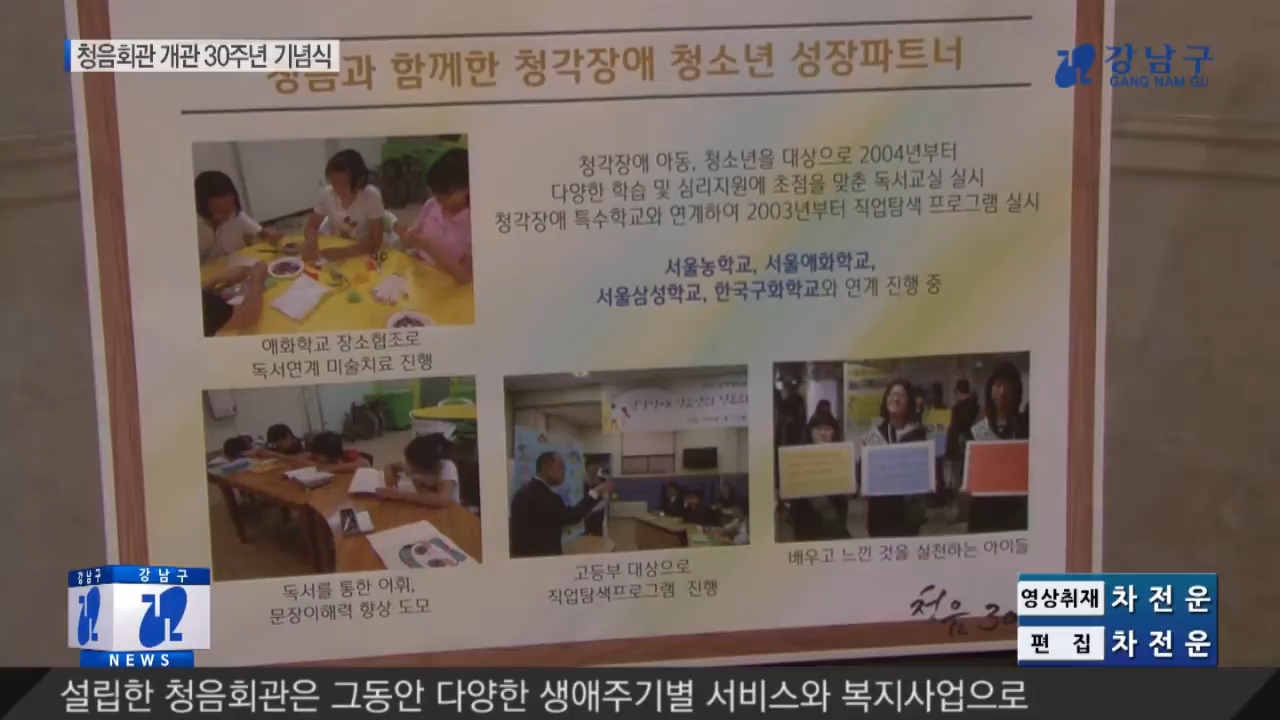 청음회관 개관 30주년 기념식
청음과 함께한 청각장애 청소년 성장파트너
강남구
GANG NAM GU
청각장애 아동, 청소년을 대상으로 2004년부터
다양한 학습 및 심리지원에 초점을 맞춘 독서교실 실시
청각장애 특수학교와 연계하여 2003년부터 직업탐색 프로그램 실시
서울농학교, 서울애화학교,
서울삼성학교, 한국구화학교와 연계 진행 중
애화학교 장소협조로
독서연계 미술치료 진행
독서를 통한 어휘,
문장이해력 향상 도모
고등부 대상으로
직업탐색프로그램 진행
배우고 느낀 것을 실천하는 아이들
청음 30
강남구 강남구
NEWS
영상취재 차전운
편 집 차전운
설립한 청음회관은 그동안 다양한 생애주기별 서비스와 복지사업으로